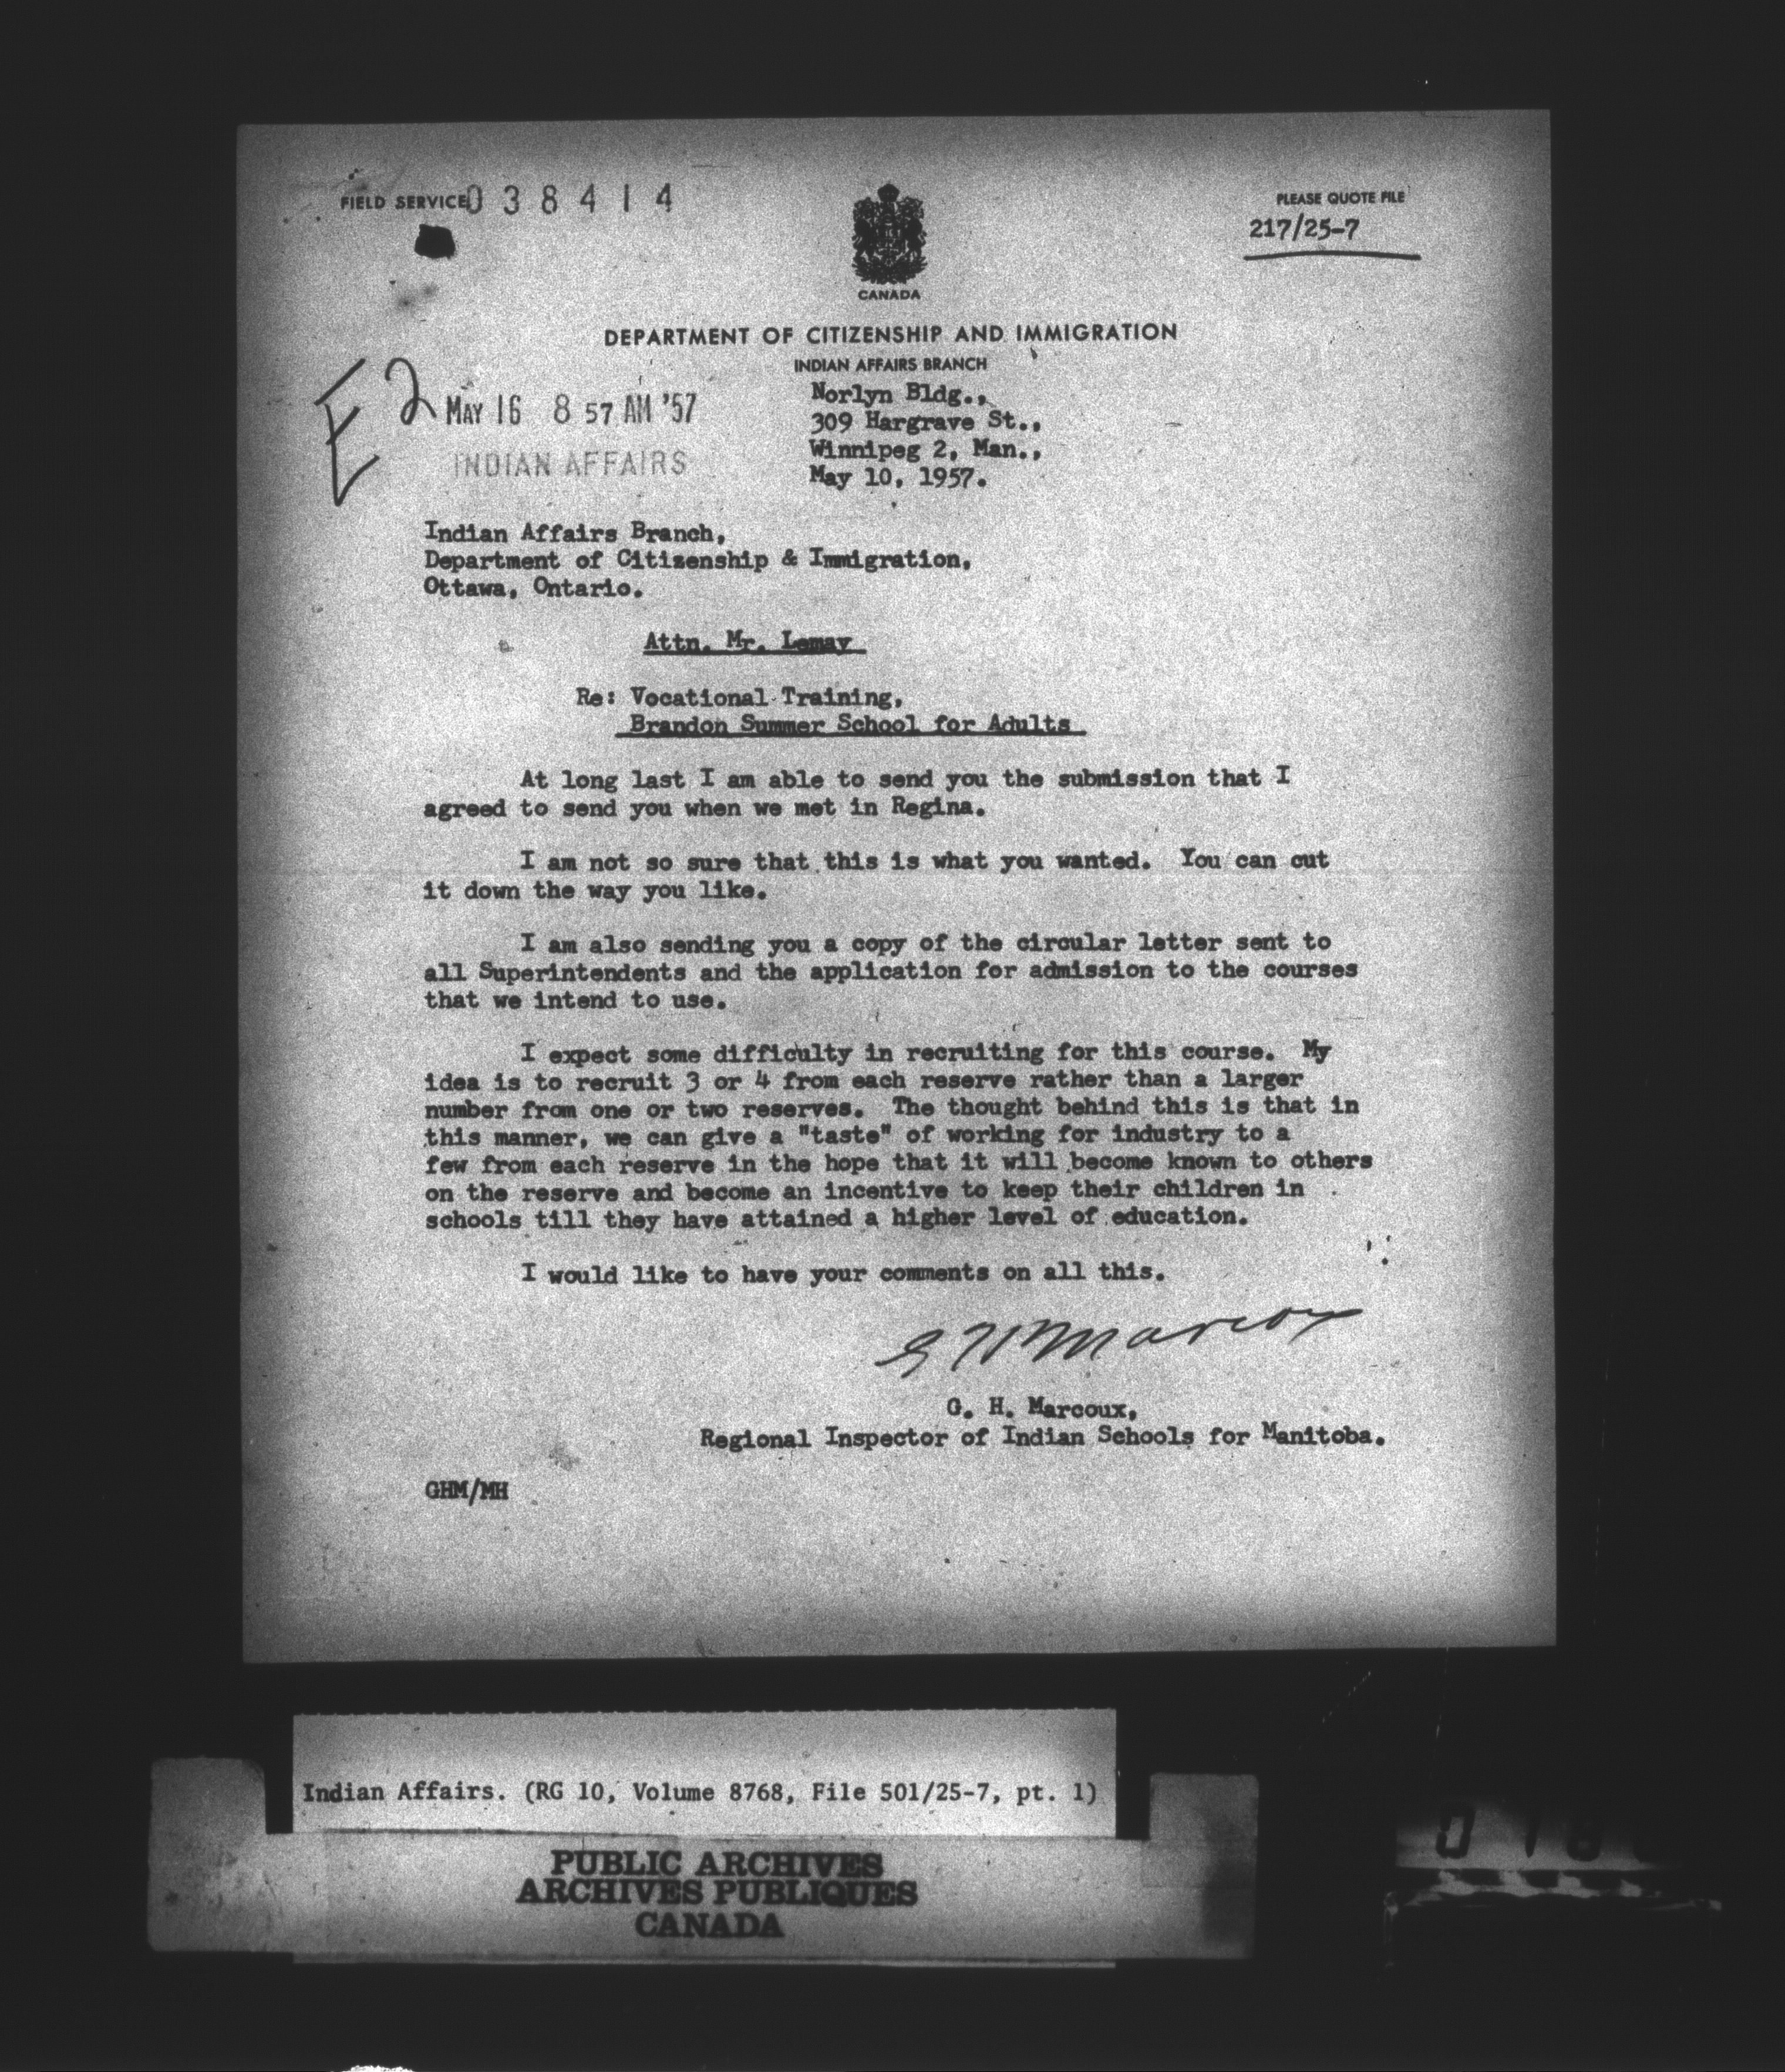 FIELD SERVICE 038414
PLEASE QUOTE FILE
217/25-7
CANADA
DEPARTMENT OF CITIZENSHIP AND IMMIGRATION
INDIAN AFFAIRS BRANCH
E2
MAY 16 8 57 AM '57
INDIAN AFFAIRS
Norlyn Bldg.,
309 Hargrave St.,
Winnipeg 2, Man.,
May 10, 1957.
Indian Affairs Branch,
Department of Citizenship & Immigration,
Ottawa, Ontario.
Attn. Mr. Lemay
Re: Vocational Training,
Brandon Summer School for Adults
At long last I am able to send you the submission that I
agreed to send you when we met in Regina.
I am not so sure that this is what you wanted. You can cut
it down the way you like.
I am also sending you a copy of the circular letter sent to
all Superintendents and the application for admission to the courses
that we intend to use.
I expect some difficulty in recruiting for this course. My
idea is to recruit 3 or 4 from each reserve rather than a larger
number from one or two reserves. The thought behind this is that in
this manner, we can give a "taste" of working for industry to a
few from each reserve in the hope that it will become known to others
on the reserve and become an incentive to keep their children in
schools till they have attained a higher level of education.
I would like to have your comments on all this.
G H Marcoux
G. H. Marcoux,
Regional Inspector of Indian Schools for Manitoba.
GHM/MH
Indian Affairs. (RG 10, Volume 8768, File 501/25-7, pt. 1)
PUBLIC ARCHIVES
ARCHIVES PUBLIQUES
CANADA